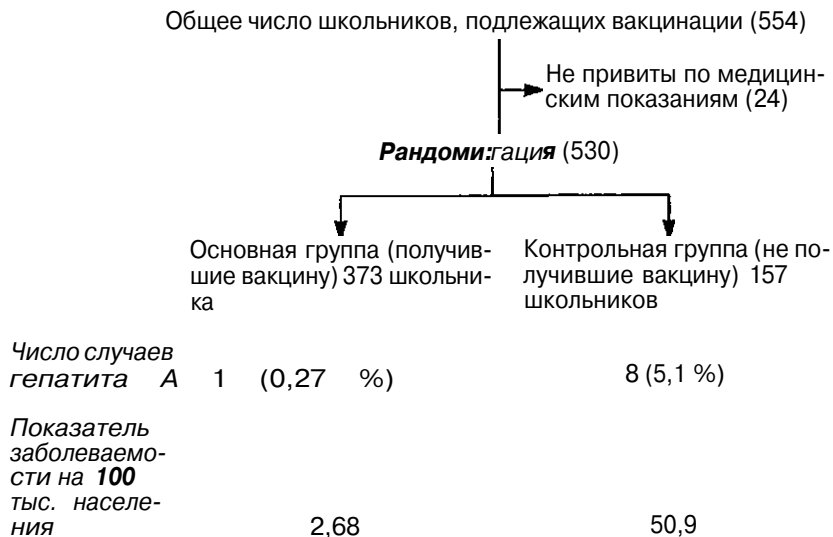 Общее число школьников, подлежащих вакцинации (554)
Не привиты по медицин-
ским показаниям (24)
Рандоми:гация (530)
Основная группа (получив-
шие вакцину) 373 школьни-
ка
Контрольная группа (не по-
лучившие вакцину) 157
школьников
Число случаев
гепатита А 1 (0,27 %) 8 (5,1 %)
Показатель
заболеваемо-
сти на 100
тыс. населе-
ния 2,68 50,9